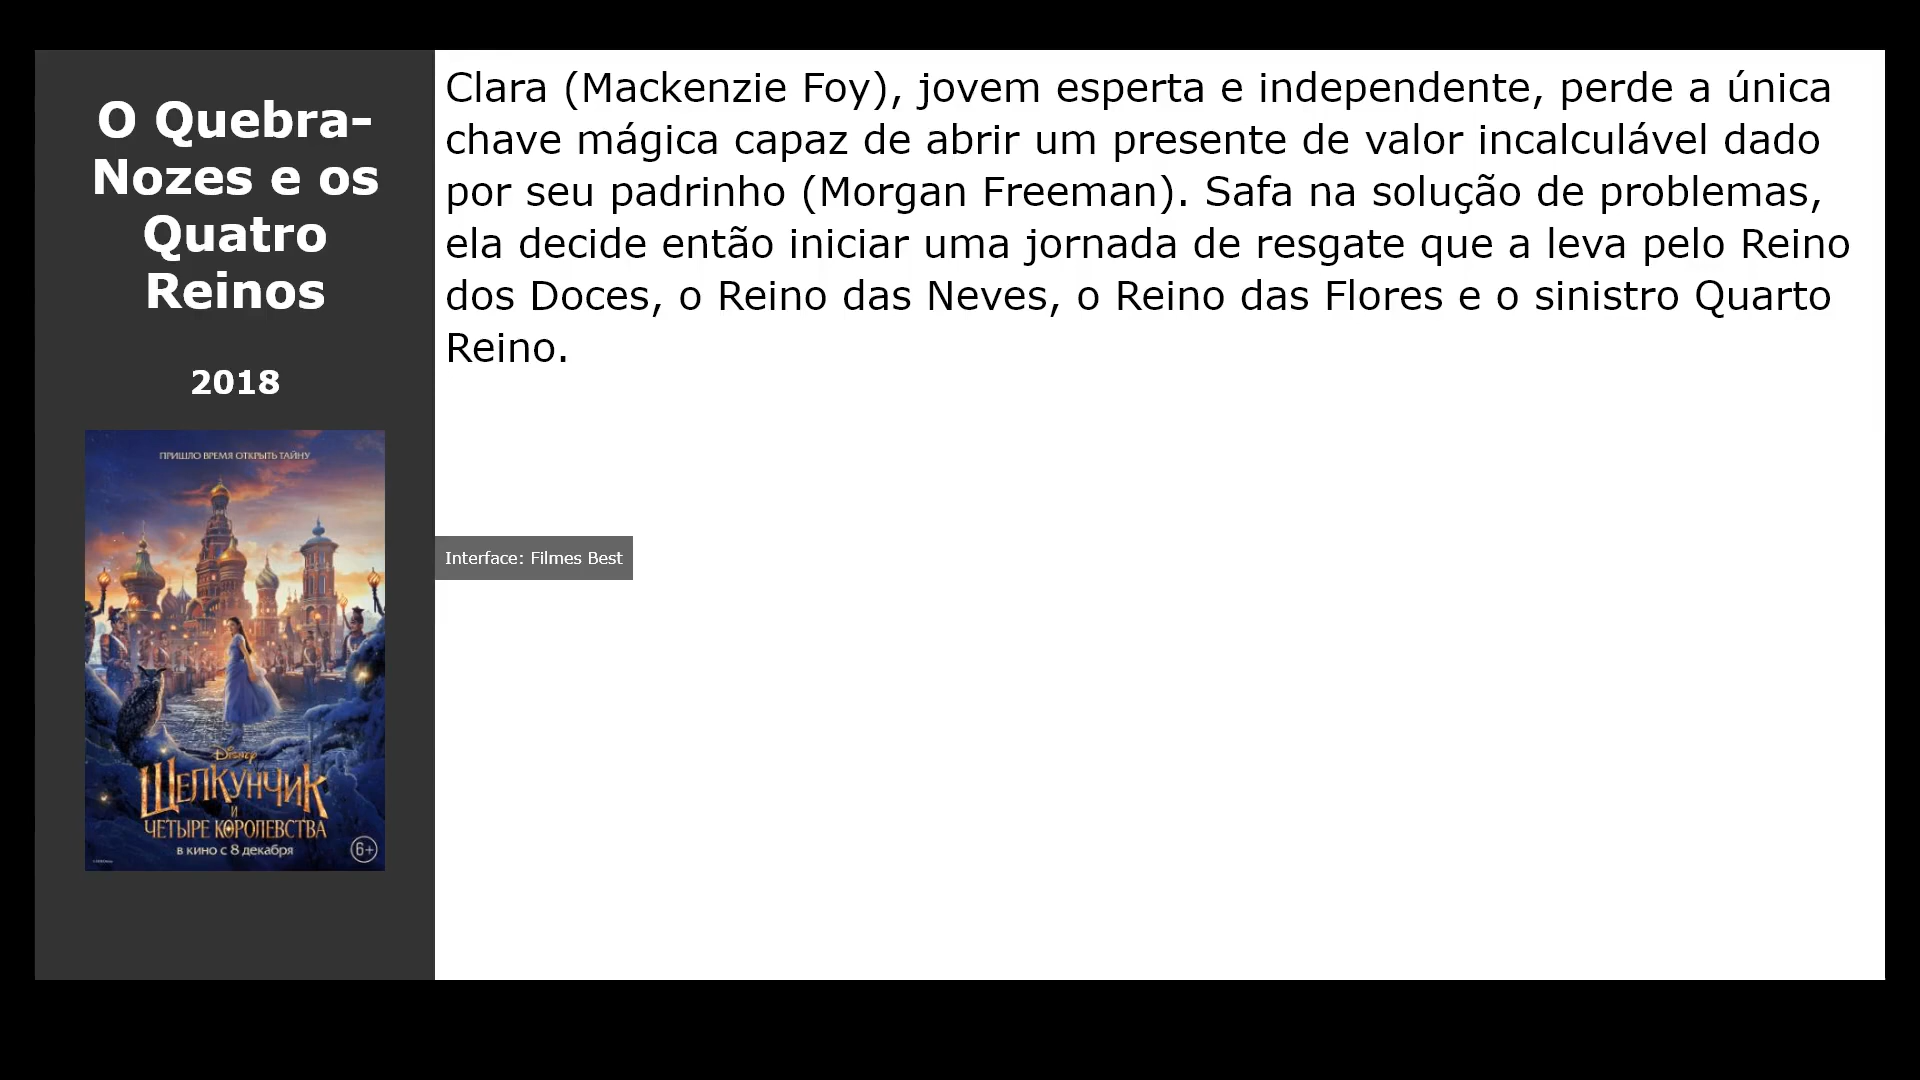 O Quebra-
Nozes e os
Quatro
Reinos
2018
ПРИШЛО ВРЕМЯ ОТКРЫТЬ ТАЙНУ
Disney
Щелкунчик
и
четыре королевства
в кино с 8 декабря
6+
Clara (Mackenzie Foy), jovem esperta e independente, perde a única
chave mágica capaz de abrir um presente de valor incalculável dado
por seu padrinho (Morgan Freeman). Safa na solução de problemas,
ela decide então iniciar uma jornada de resgate que a leva pelo Reino
dos Doces, o Reino das Neves, o Reino das Flores e o sinistro Quarto
Reino.
Interface: Filmes Best